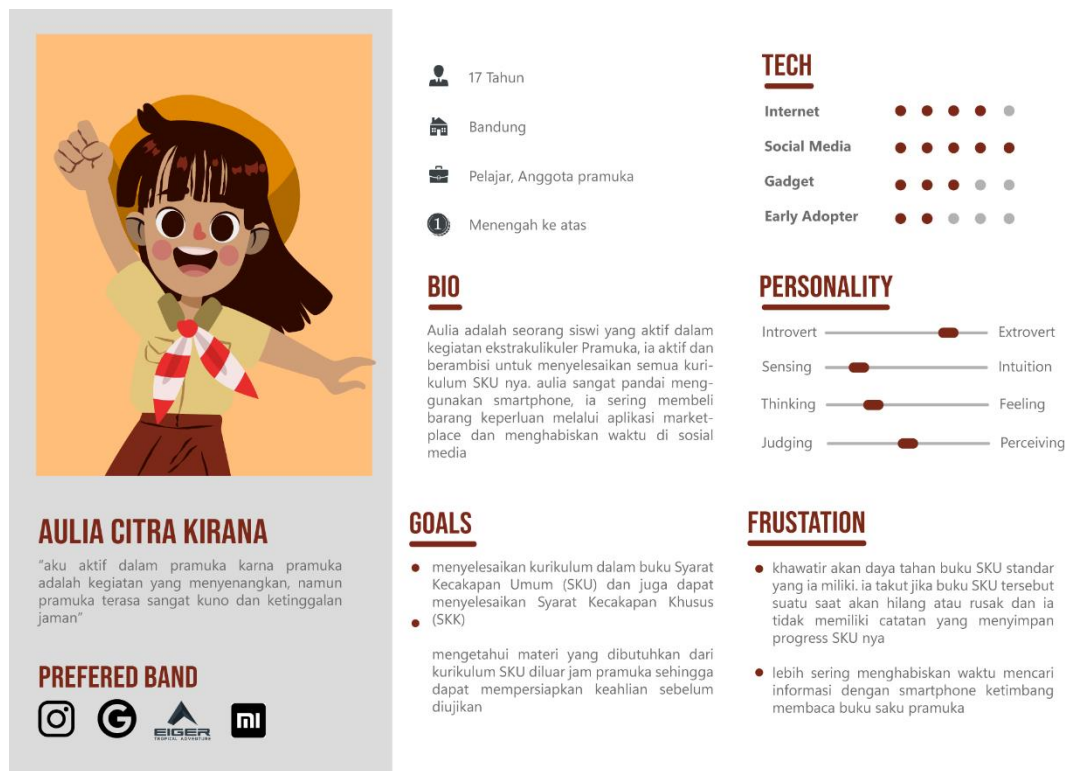 AULIA CITRA KIRANA
"aku aktif dalam pramuka karna pramuka
adalah kegiatan yang menyenangkan, namun
pramuka terasa sangat kuno dan ketinggalan
jaman"
PREFERED BAND
G
EIGER
TROPICAL ADVENTURE
mi
17 Tahun
Bandung
Pelajar, Anggota pramuka
1
Menengah ke atas
BIO
Aulia adalah seorang siswi yang aktif dalam
kegiatan ekstrakulikuler Pramuka, ia aktif dan
berambisi untuk menyelesaikan semua kuri-
kulum SKU nya. aulia sangat pandai meng-
gunakan smartphone, ia sering membeli
barang keperluan melalui aplikasi market-
place dan menghabiskan waktu di sosial
media
GOALS
menyelesaikan kurikulum dalam buku Syarat
Kecakapan Umum (SKU) dan juga dapat
menyelesaikan Syarat Kecakapan Khusus
(SKK)
mengetahui materi yang dibutuhkan dari
kurikulum SKU diluar jam pramuka sehingga
dapat mempersiapkan keahlian sebelum
diujikan
TECH
Internet
Social Media
Gadget
Early Adopter
PERSONALITY
Introvert Extrovert
Sensing Intuition
Thinking Feeling
Judging Perceiving
FRUSTATION
khawatir akan daya tahan buku SKU standar
yang ia miliki. ia takut jika buku SKU tersebut
suatu saat akan hilang atau rusak dan ia
tidak memiliki catatan yang menyimpan
progress SKU nya
lebih sering menghabiskan waktu mencari
informasi dengan smartphone ketimbang
membaca buku saku pramuka